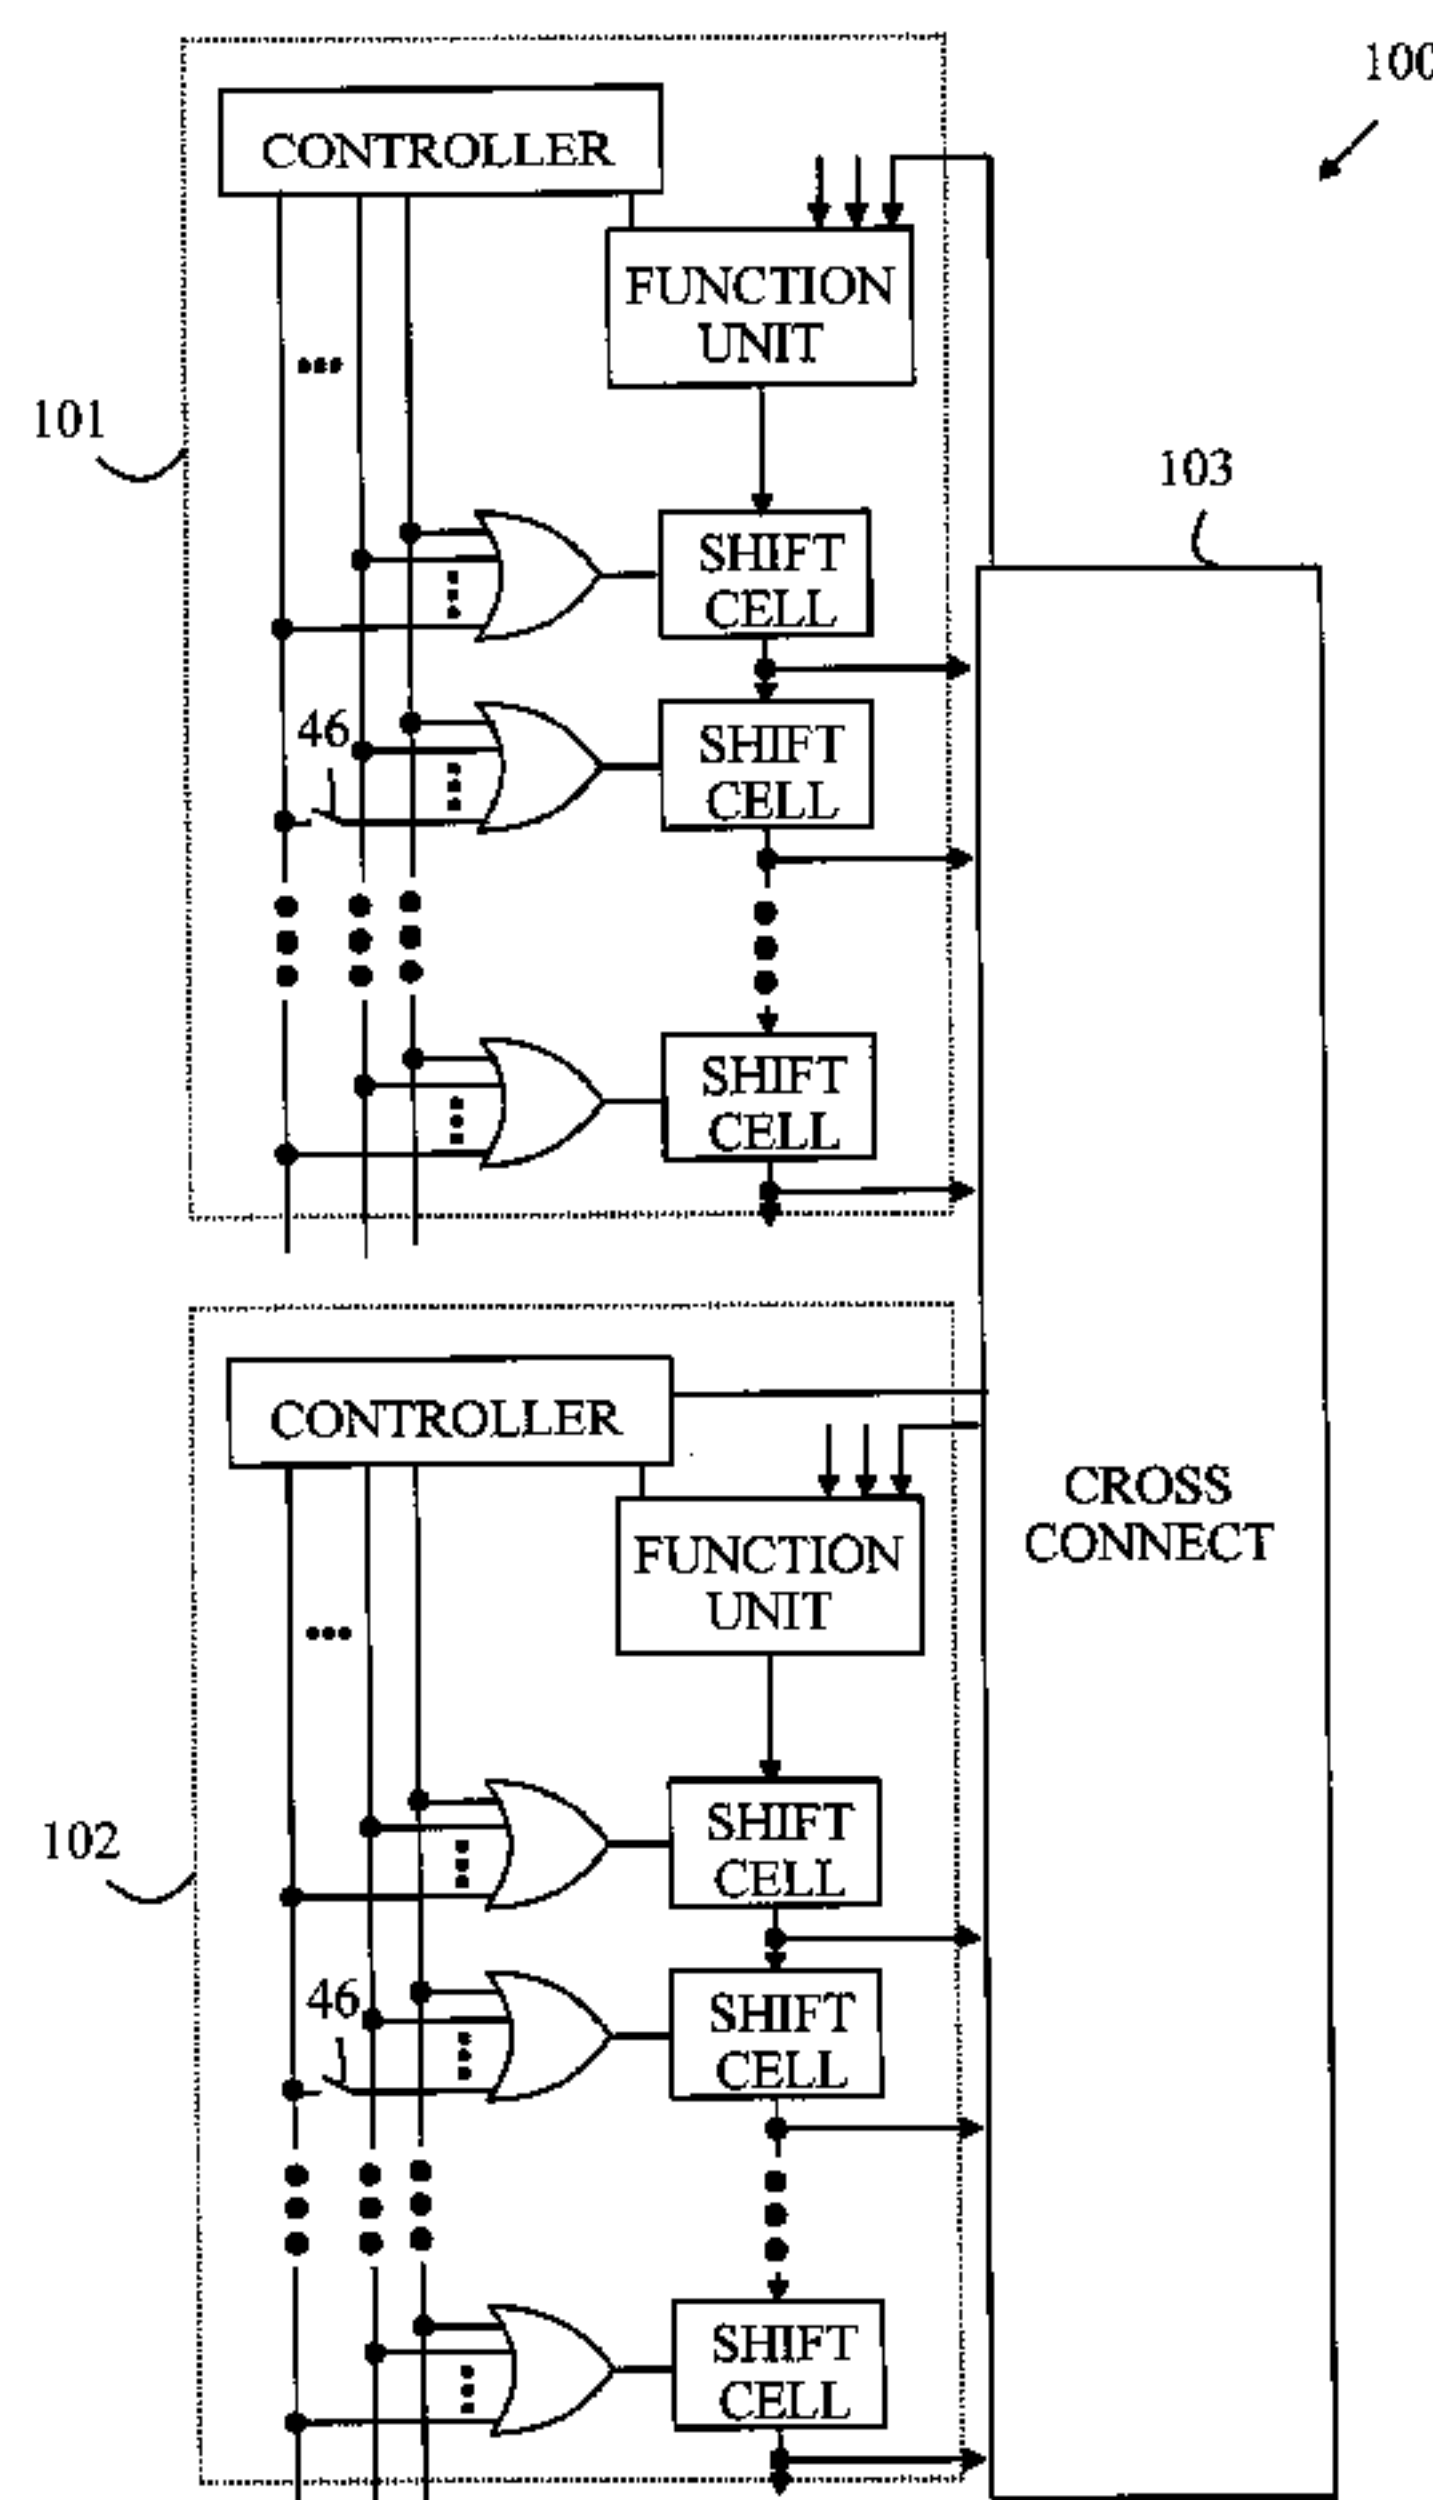 100
CONTROLLER
FUNCTION
UNIT
101
103
SHIFT
CELL
46
SHIFT
CELL
SHIFT
CELL
CONTROLLER
CROSS
CONNECT
FUNCTION
UNIT
102
SHIFT
CELL
46
SHIFT
CELL
SHIFT
CELL